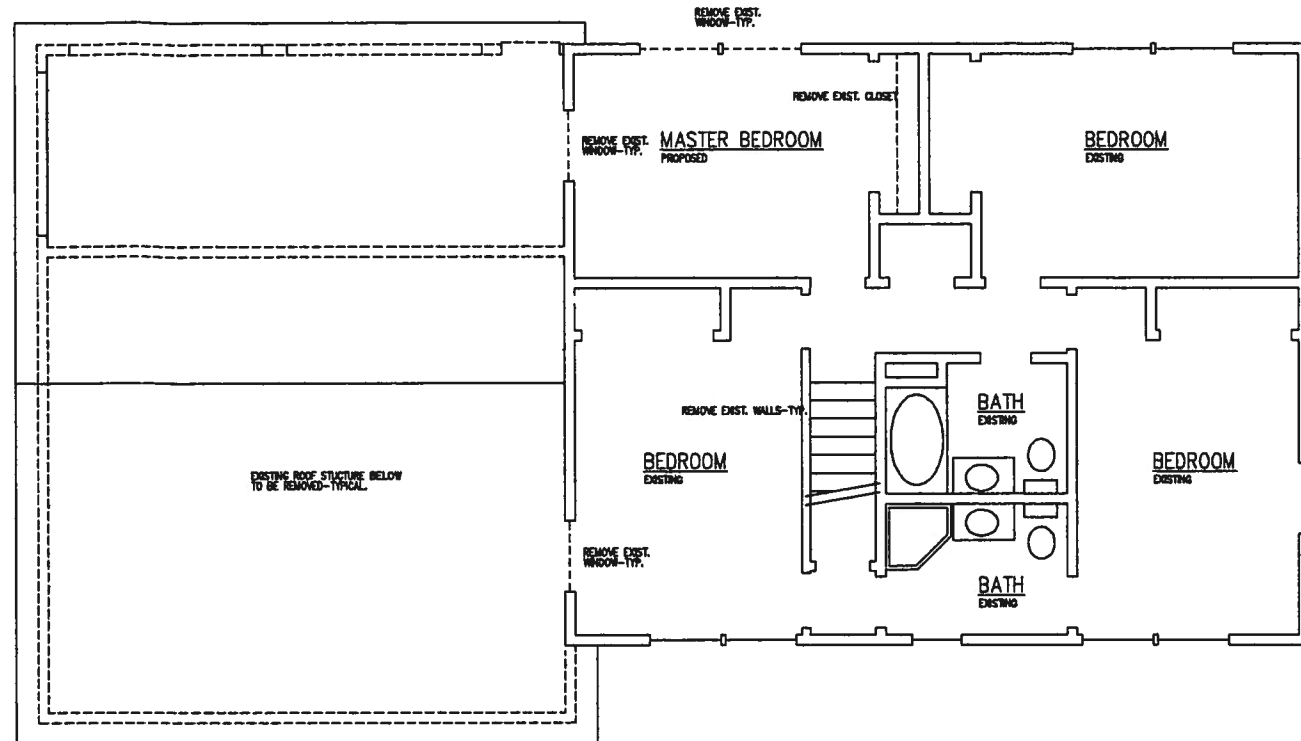 REMOVE EXIST.
WINDOW-TYP.
REMOVE EXIST. CLOSET
REMOVE EXIST.
WINDOW-TYP.
MASTER BEDROOM
PROPOSED
BEDROOM
EXISTING
REMOVE EXIST. WALLS-TYP.
BATH
EXISTING
BEDROOM
EXISTING
BEDROOM
EXISTING
EXISTING ROOF STUCTURE BELOW
TO BE REMOVED-TYPICAL.
REMOVE EXIST.
WINDOW-TYP.
BATH
EXISTING